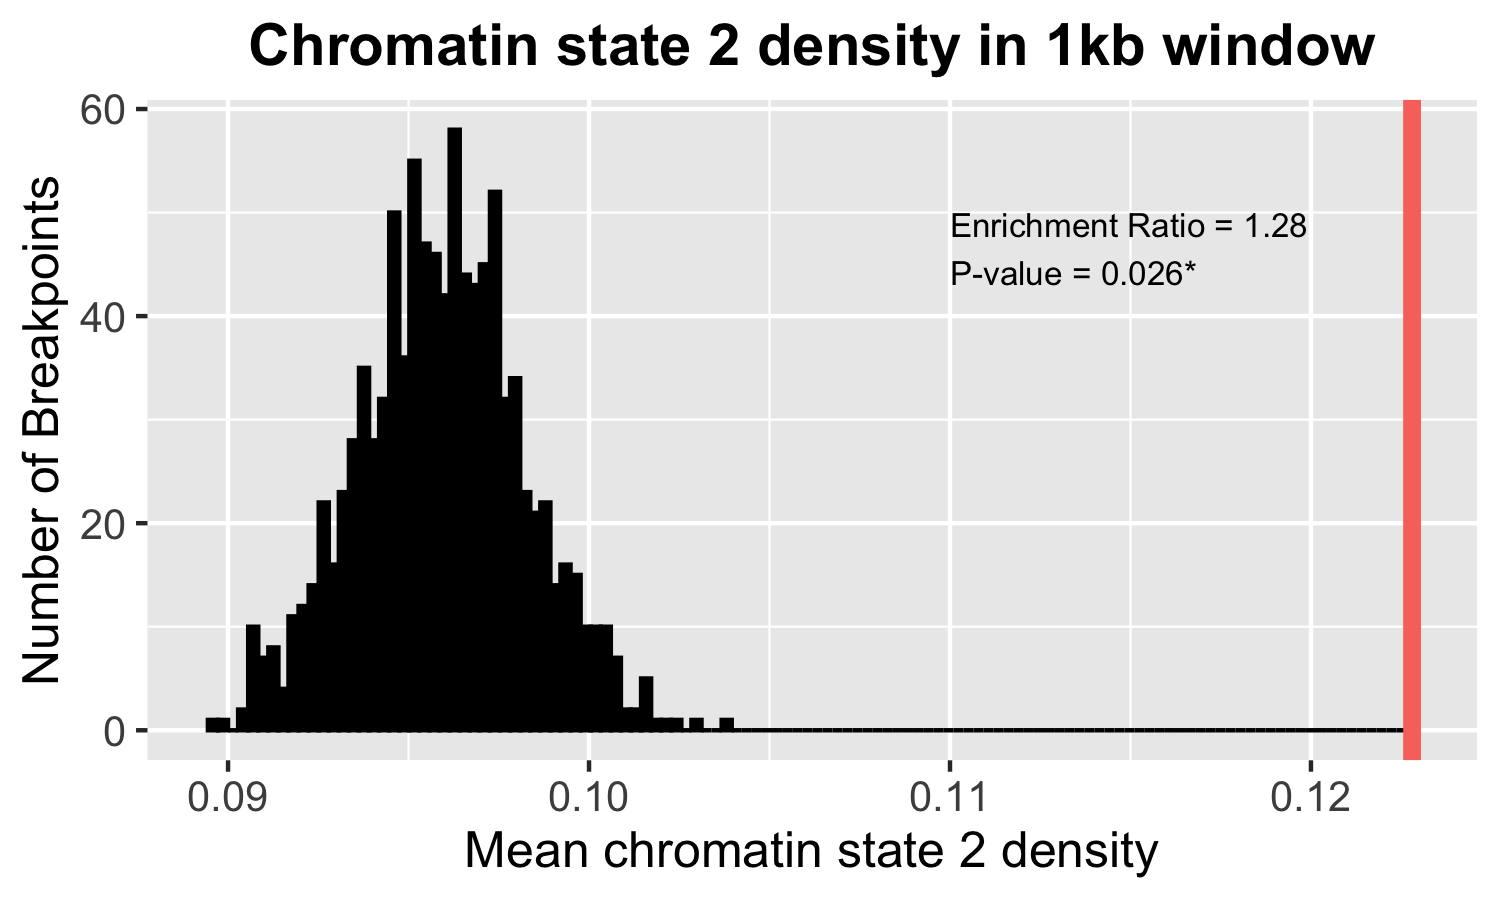 Chromatin state 2 density in 1kb window
Number of Breakpoints
60
40
20
0
Enrichment Ratio = 1.28
P-value = 0.026*
0.09 0.10 0.11 0.12
Mean chromatin state 2 density